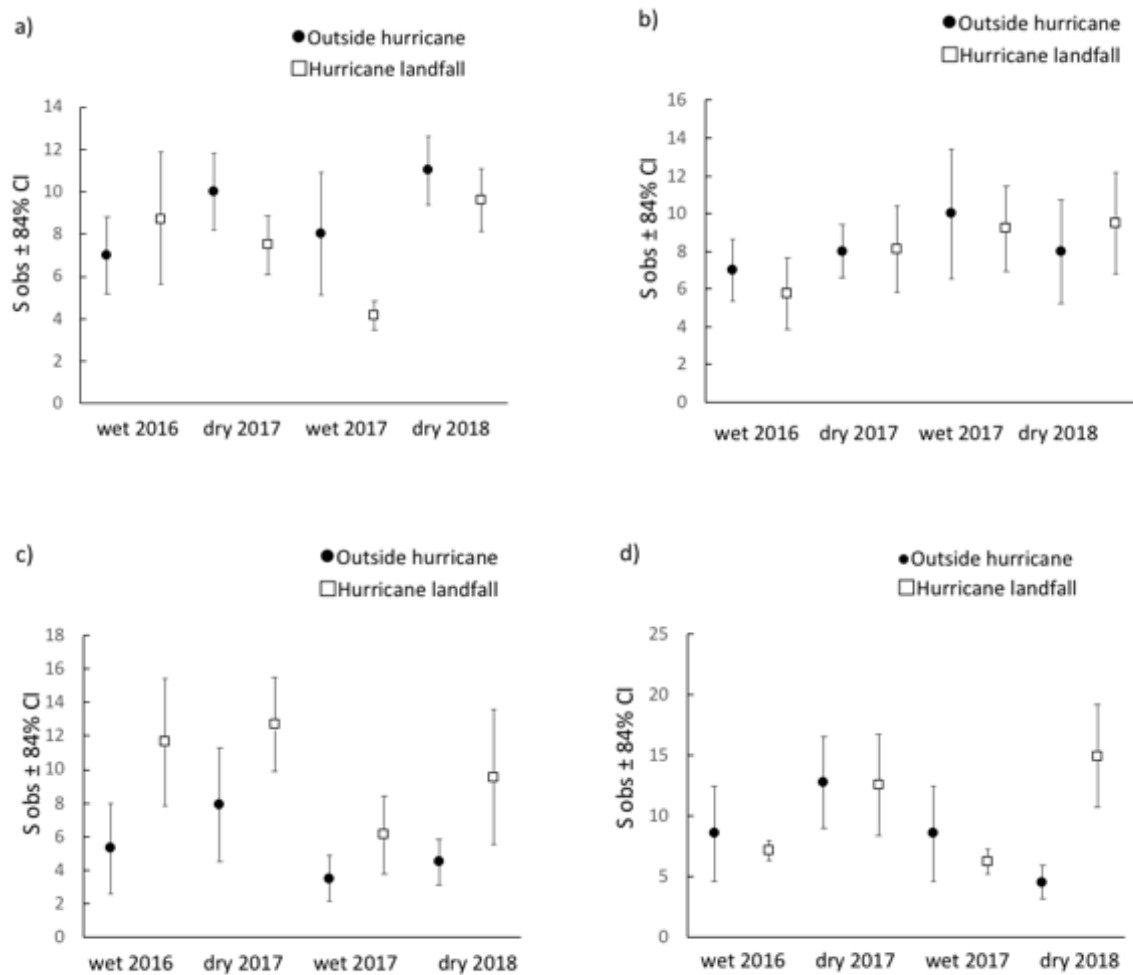 a)
●Outside hurricane
□Hurricane landfall
S obs ± 84% CI
14
12
10
8
6
4
2
0
wet 2016 dry 2017 wet 2017 dry 2018
b)
●Outside hurricane
□Hurricane landfall
S obs ± 84% CI
16
14
12
10
8
6
4
2
0
wet 2016 dry 2017 wet 2017 dry 2018
c)
●Outside hurricane
□Hurricane landfall
S obs ± 84% CI
18
16
14
12
10
8
6
4
2
0
wet 2016 dry 2017 wet 2017 dry 2018
d)
●Outside hurricane
□Hurricane landfall
S obs ± 84% CI
25
20
15
10
5
0
wet 2016 dry 2017 wet 2017 dry 2018